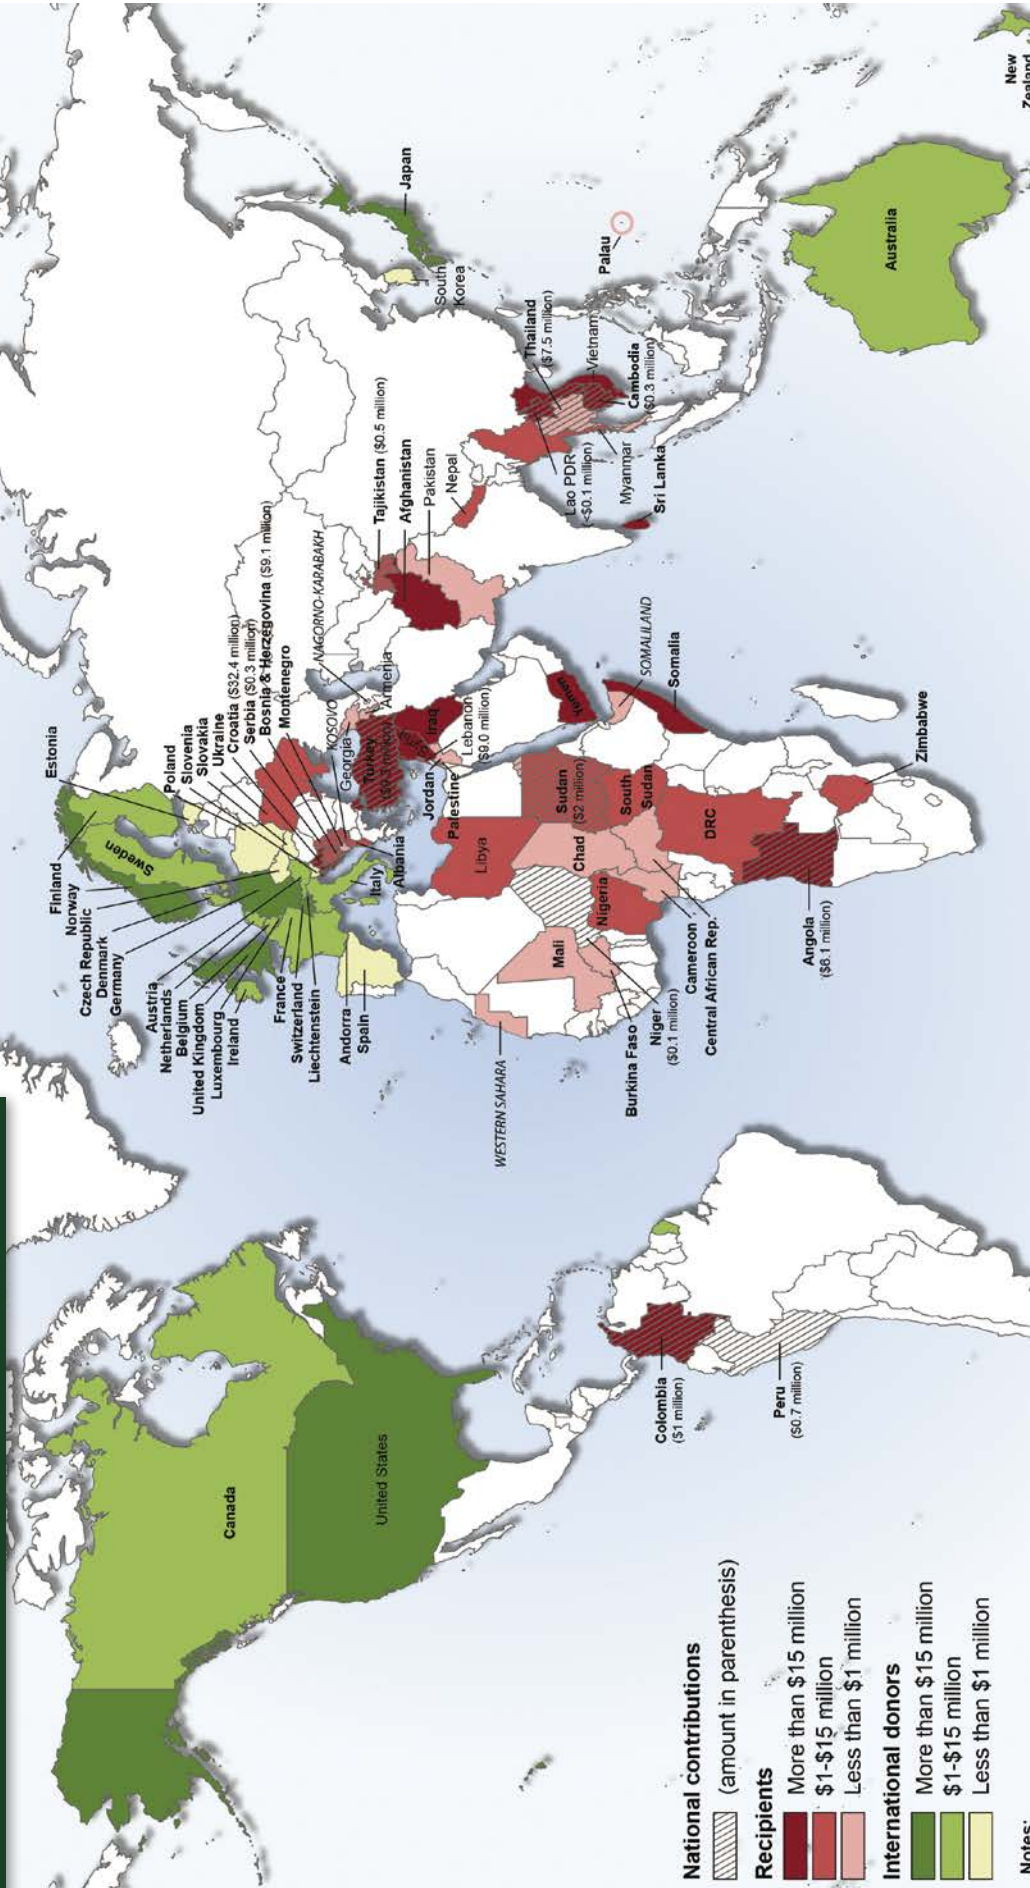 Canada
United States
Colombia
($1 million)
Peru
($0.7 million)
Estonia
Finland
Norway
Czech Republic
Denmark
Germany
Sweden
Austria
Netherlands
Belgium
United Kingdom
Luxembourg
Ireland
France
Switzerland
Liechtenstein
Andorra
Spain
Poland
Slovenia
Slovakia
Ukraine
Croatia ($32.4 million)
Serbia ($0.3 million)
Bosnia & Herzegovina ($9.1 million)
Montenegro
KOSOVO
NAGORNO-KARABAKH
Georgia
Armenia
Turkey
Italy
Albania
Iraq
Jordan
Palestine
Lebanon
($9.0 million)
Yemen
Tajikistan ($0.5 million)
Afghanistan
Pakistan
Nepal
Japan
South
Korea
Palau
Thailand
($7.5 million)
Vietnam
Cambodia
($0.3 million)
Lao PDR
(<$0.1 million)
Myanmar
Sri Lanka
Australia
New
Zealand
WESTERN SAHARA
Libya
Mali
Chad
Sudan
($2 million)
South
Sudan
SOMALILAND
Somalia
Nigeria
Burkina Faso
Niger
($0.1 million)
Cameroon
Central African Rep.
DRC
Angola
($6.1 million)
Zimbabwe
National contributions
(amount in parenthesis)
Recipients
More than $15 million
$1-$15 million
Less than $1 million
International donors
More than $15 million
$1-$15 million
Less than $1 million
Notes: